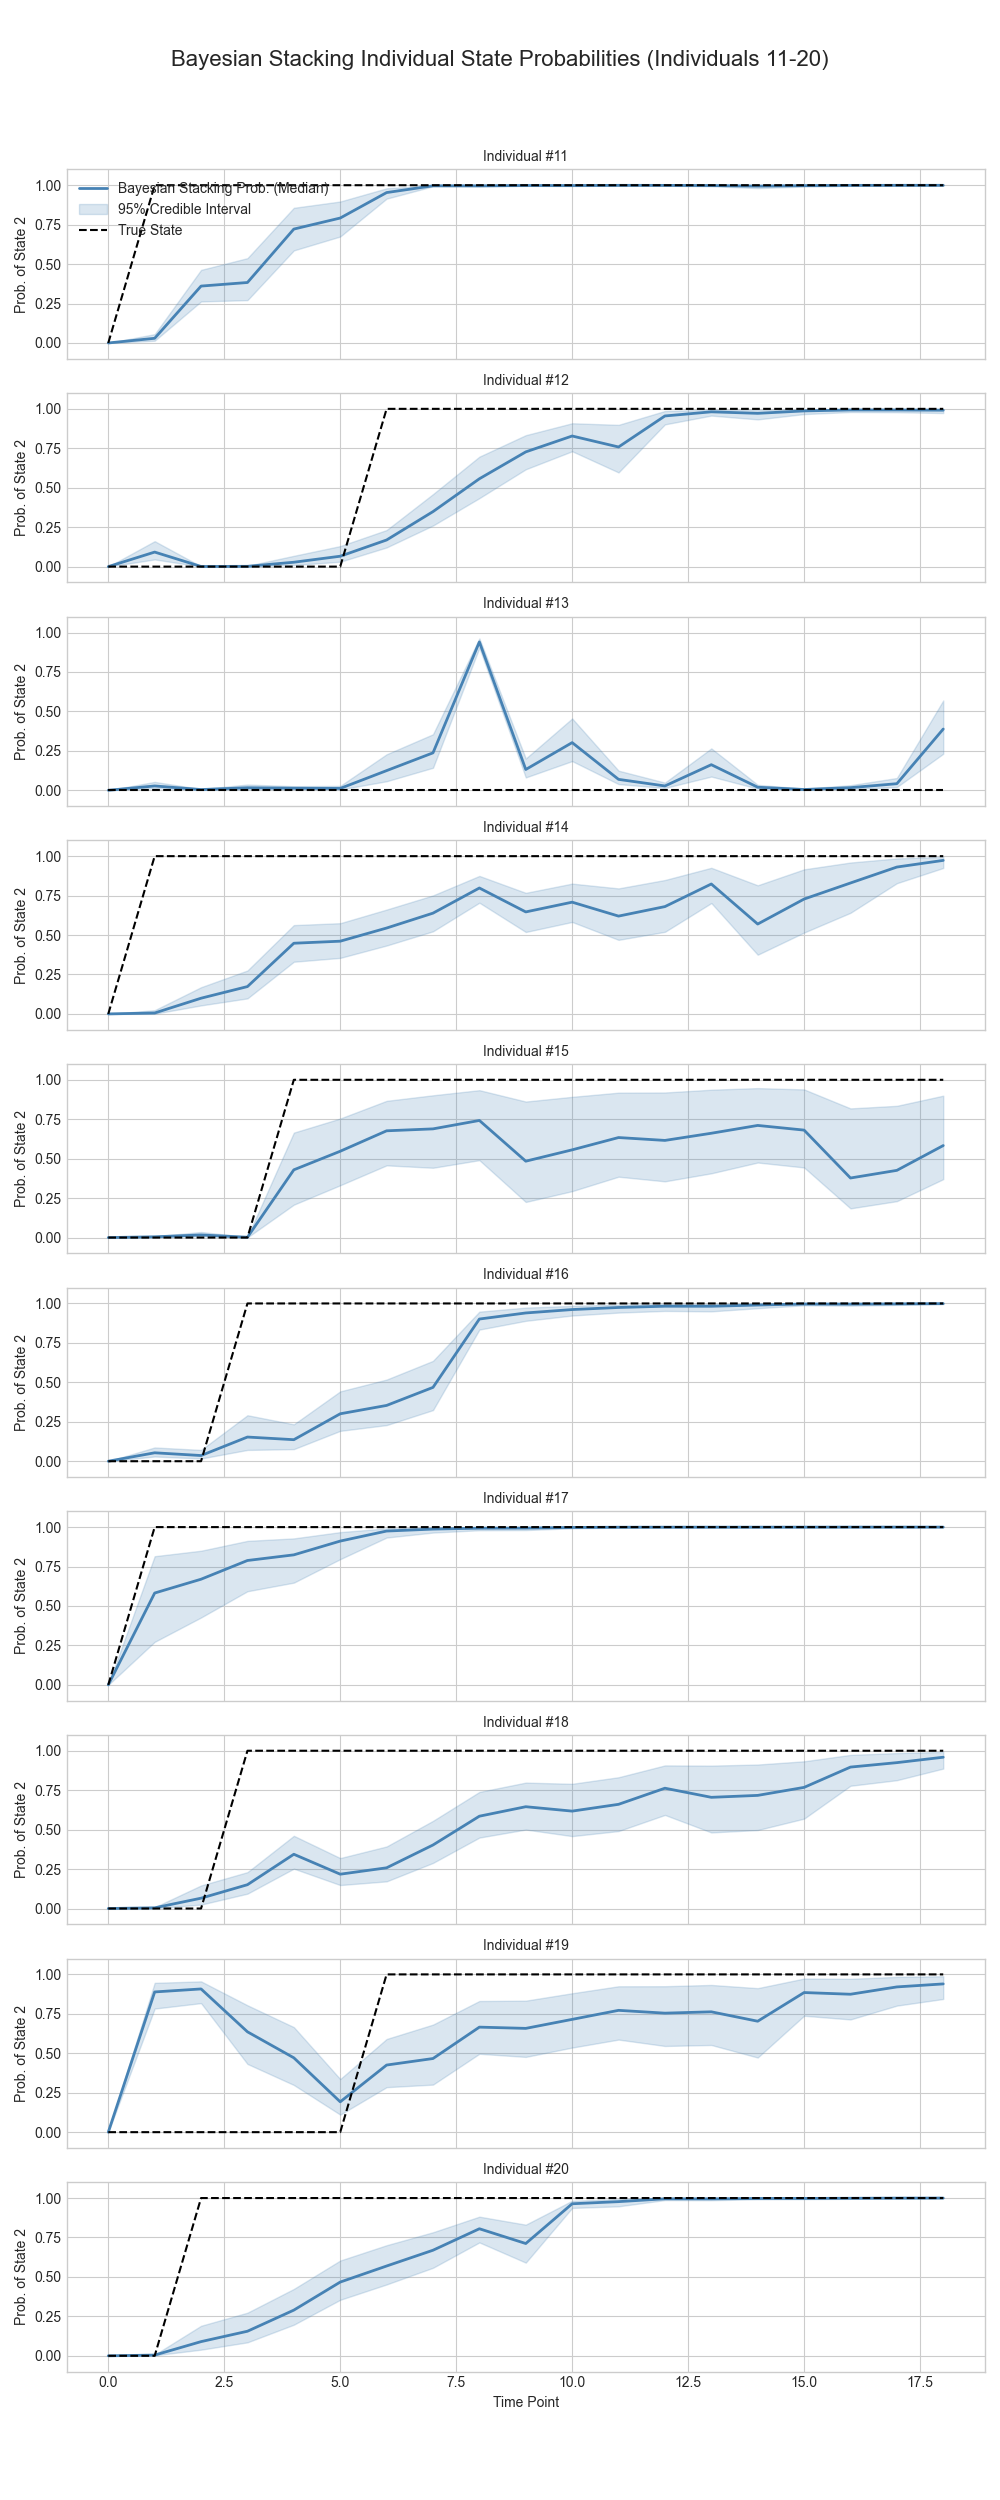 Bayesian Stacking Individual State Probabilities (Individuals 11-20)
Individual #11
Prob. of State 2
1.00
0.75
0.50
0.25
0.00
Bayesian Stacking Prob. (Median)
95% Credible Interval
True State
Individual #12
Prob. of State 2
1.00
0.75
0.50
0.25
0.00
Individual #13
Prob. of State 2
1.00
0.75
0.50
0.25
0.00
Individual #14
Prob. of State 2
1.00
0.75
0.50
0.25
0.00
Individual #15
Prob. of State 2
1.00
0.75
0.50
0.25
0.00
Individual #16
Prob. of State 2
1.00
0.75
0.50
0.25
0.00
Individual #17
Prob. of State 2
1.00
0.75
0.50
0.25
0.00
Individual #18
Prob. of State 2
1.00
0.75
0.50
0.25
0.00
Individual #19
Prob. of State 2
1.00
0.75
0.50
0.25
0.00
Individual #20
Prob. of State 2
1.00
0.75
0.50
0.25
0.00
0.0 2.5 5.0 7.5 10.0 12.5 15.0 17.5
Time Point